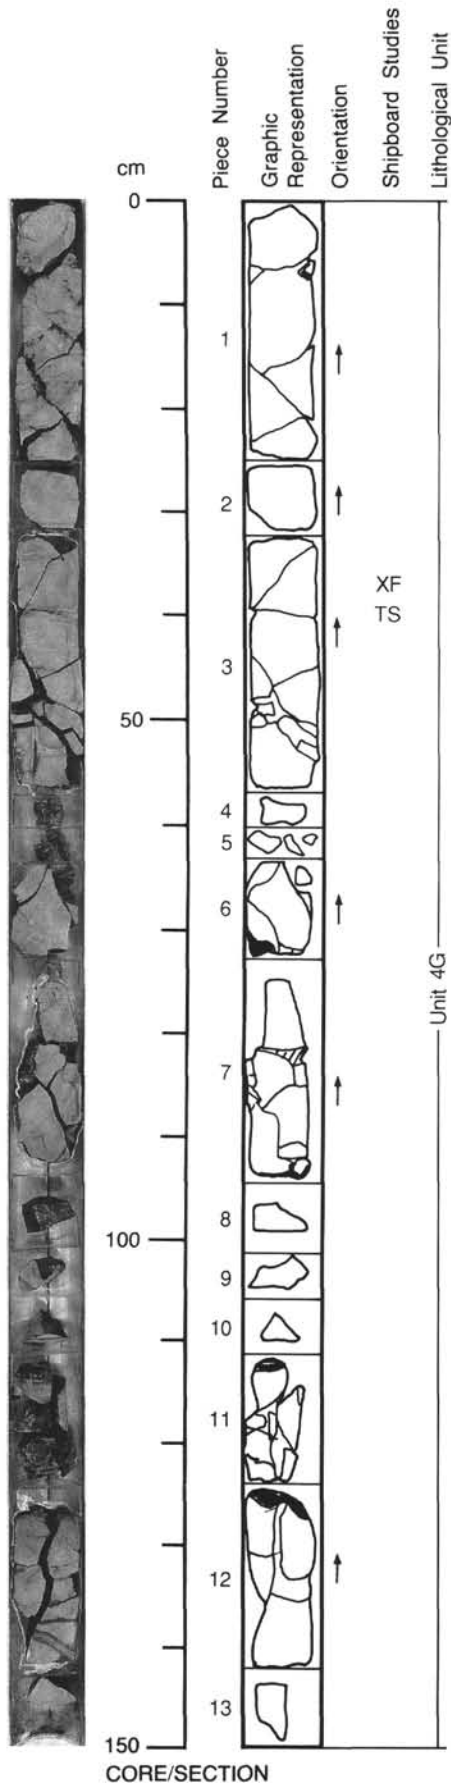 cm
Piece Number
Graphic
Representation
Orientation
Shipboard Studies
Lithological Unit
0
1
2
XF
TS
3
50
4
5
6
Unit 4G
7
8
100
9
10
11
12
13
150
CORE/SECTION